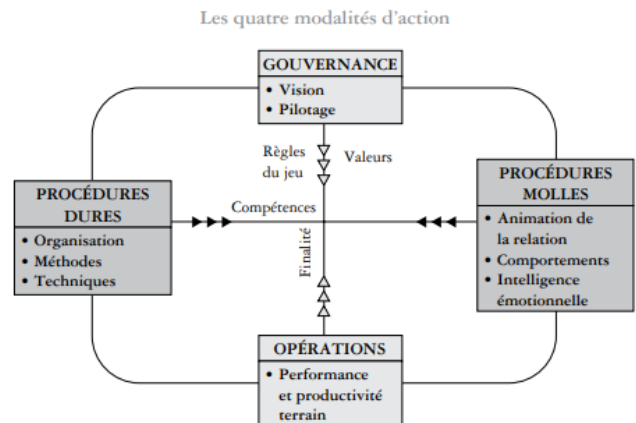 Les quatre modalités d'action
GOUVERNANCE
• Vision
• Pilotage
Règles
du jeu
Valeurs
PROCÉDURES
DURES
• Organisation
• Méthodes
• Techniques
Compétences
PROCÉDURES
MOLLES
• Animation de
la relation
• Comportements
• Intelligence
émotionnelle
Finalité
OPÉRATIONS
• Performance
et productivité
terrain